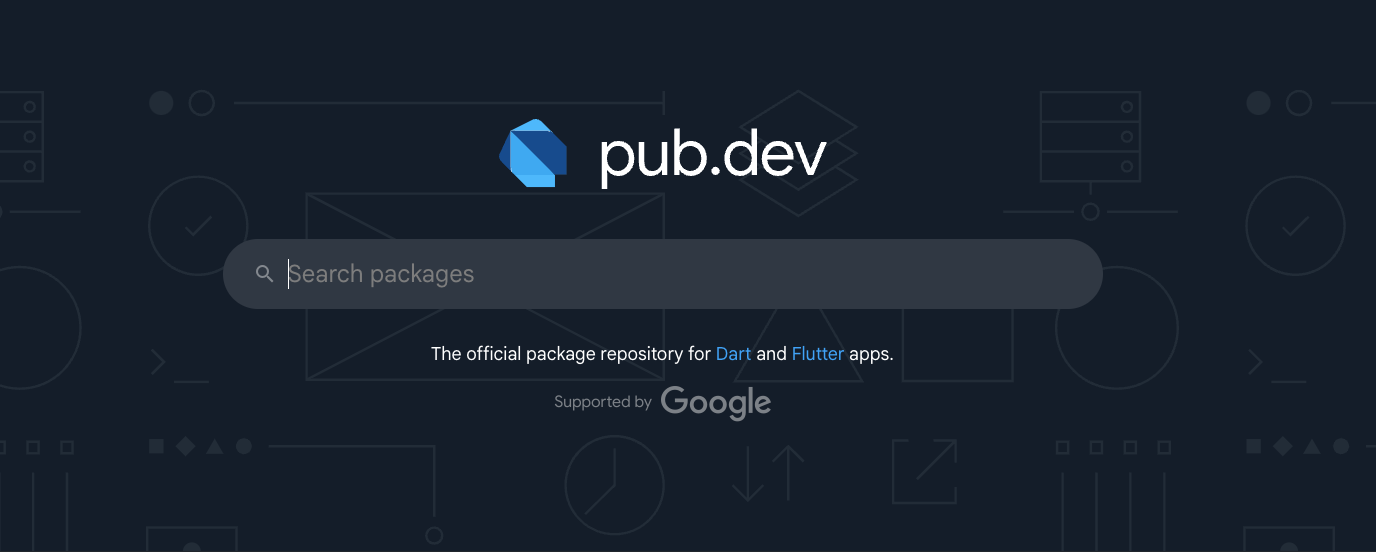 pub.dev
Search packages
The official package repository for Dart and Flutter apps.
Supported by Google